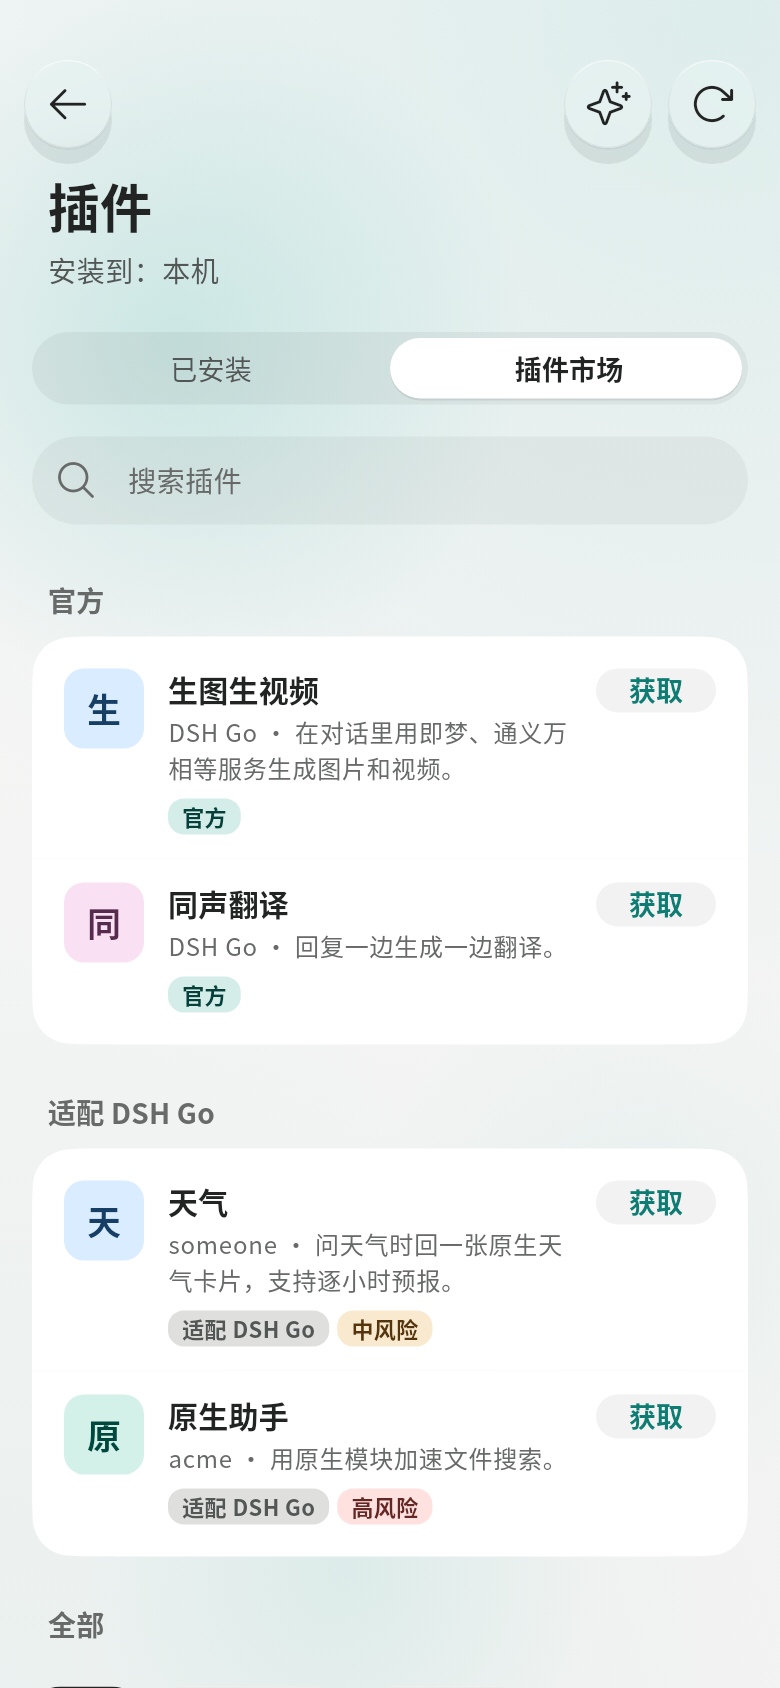 插件
安装到：本机
已安装
插件市场
搜索插件
官方
生
生图生视频
获取
DSH Go · 在对话里用即梦、通义万
相等服务生成图片和视频。
官方
同
同声翻译
获取
DSH Go · 回复一边生成一边翻译。
官方
适配 DSH Go
天
天气
获取
someone · 问天气时回一张原生天
气卡片，支持逐小时预报。
适配 DSH Go
中风险
原
原生助手
获取
acme · 用原生模块加速文件搜索。
适配 DSH Go
高风险
全部